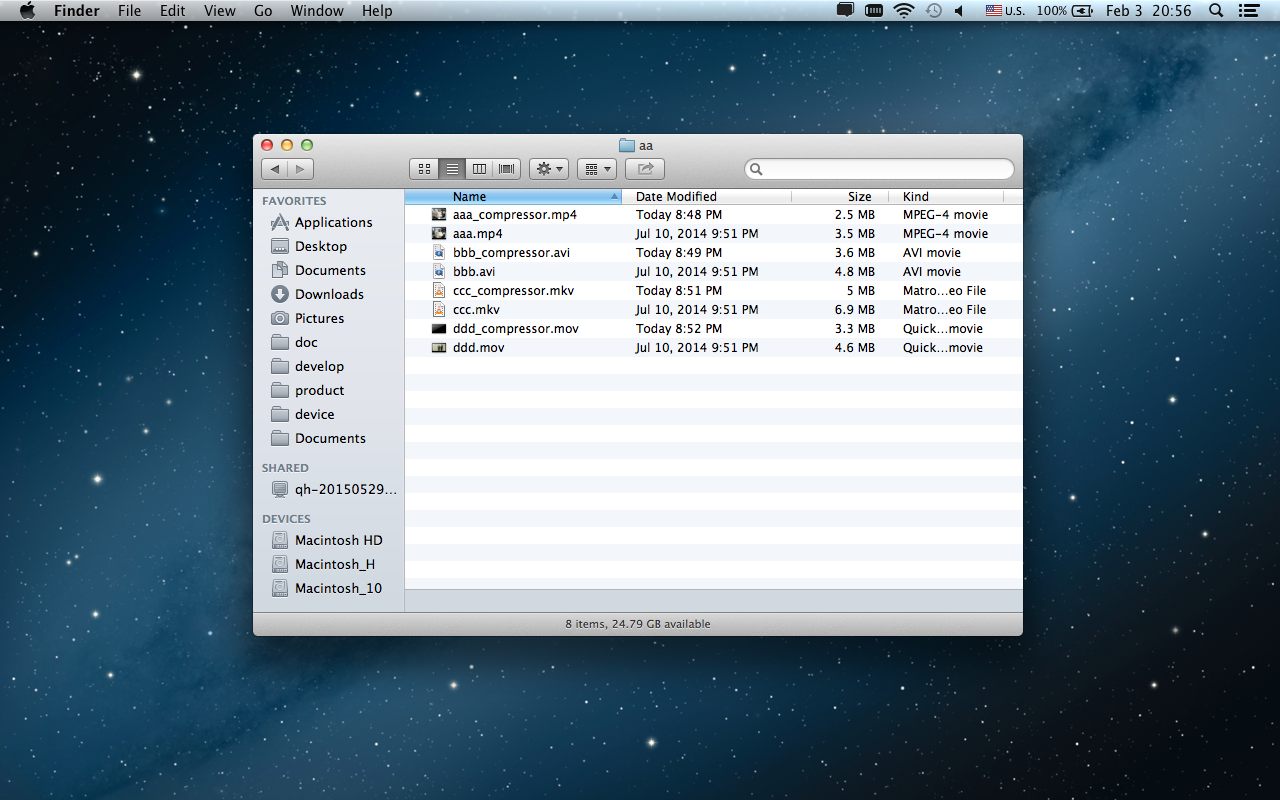 Finder File Edit View Go Window Help U.S. 100% Feb 3 20:56
aa
Name Date Modified Size Kind
FAVORITES
Applications
Desktop
Documents
Downloads
Pictures
doc
develop
product
device
Documents
SHARED
qh-20150529...
DEVICES
Macintosh HD
Macintosh_H
Macintosh_10
aaa_compressor.mp4 Today 8:48 PM 2.5 MB MPEG-4 movie
aaa.mp4 Jul 10, 2014 9:51 PM 3.5 MB MPEG-4 movie
bbb_compressor.avi Today 8:49 PM 3.6 MB AVI movie
bbb.avi Jul 10, 2014 9:51 PM 4.8 MB AVI movie
ccc_compressor.mkv Today 8:51 PM 5 MB Matro...eo File
ccc.mkv Jul 10, 2014 9:51 PM 6.9 MB Matro...eo File
ddd_compressor.mov Today 8:52 PM 3.3 MB Quick...movie
ddd.mov Jul 10, 2014 9:51 PM 4.6 MB Quick...movie
8 items, 24.79 GB available